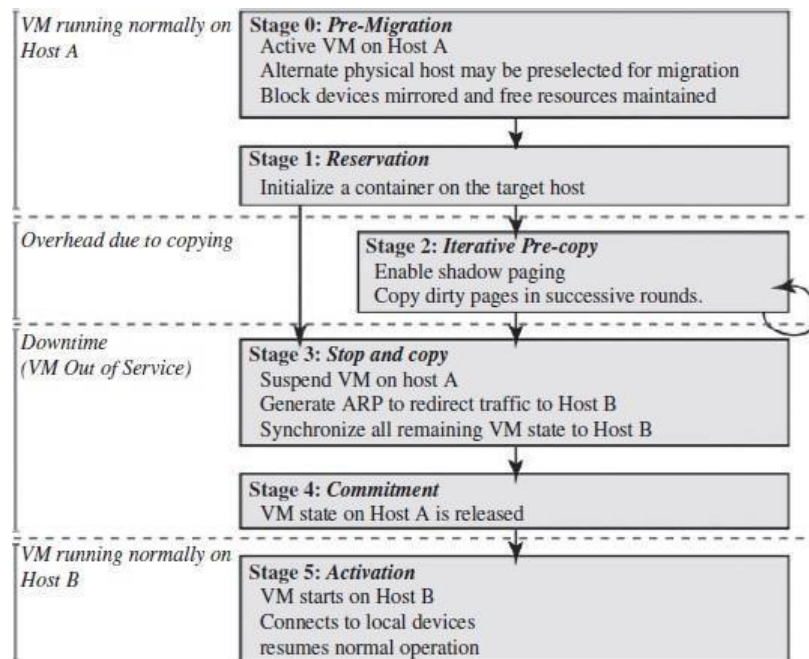 VM running normally on
Host A
Stage 0: Pre-Migration
Active VM on Host A
Alternate physical host may be preselected for migration
Block devices mirrored and free resources maintained
Stage 1: Reservation
Initialize a container on the target host
Overhead due to copying
Stage 2: Iterative Pre-copy
Enable shadow paging
Copy dirty pages in successive rounds.
Downtime
(VM Out of Service)
Stage 3: Stop and copy
Suspend VM on host A
Generate ARP to redirect traffic to Host B
Synchronize all remaining VM state to Host B
Stage 4: Commitment
VM state on Host A is released
VM running normally on
Host B
Stage 5: Activation
VM starts on Host B
Connects to local devices
resumes normal operation